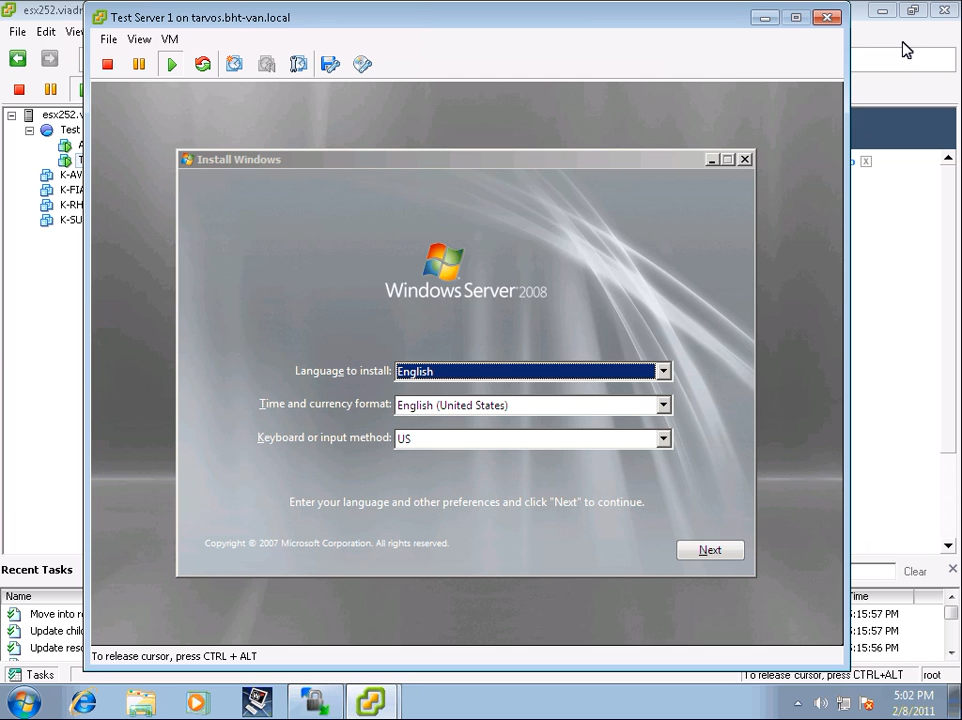 esx252.viadr
Test Server 1 on tarvos.bht-van.local
File Edit View
File View VM
esx252.v
Test
K-AV
K-FIA
K-RH
K-SU
Install Windows
Windows Server 2008
Language to install: English
Time and currency format: English (United States)
Keyboard or input method: US
Enter your language and other preferences and click "Next" to continue.
Copyright © 2007 Microsoft Corporation. All rights reserved.
Next
Recent Tasks
Clear
Name
Time
Move into re
:15:57 PM
Update child
:15:57 PM
Update reso
:15:56 PM
To release cursor, press CTRL + ALT
Tasks
To release cursor, press CTRL+ALT
root
5:02 PM
2/8/2011